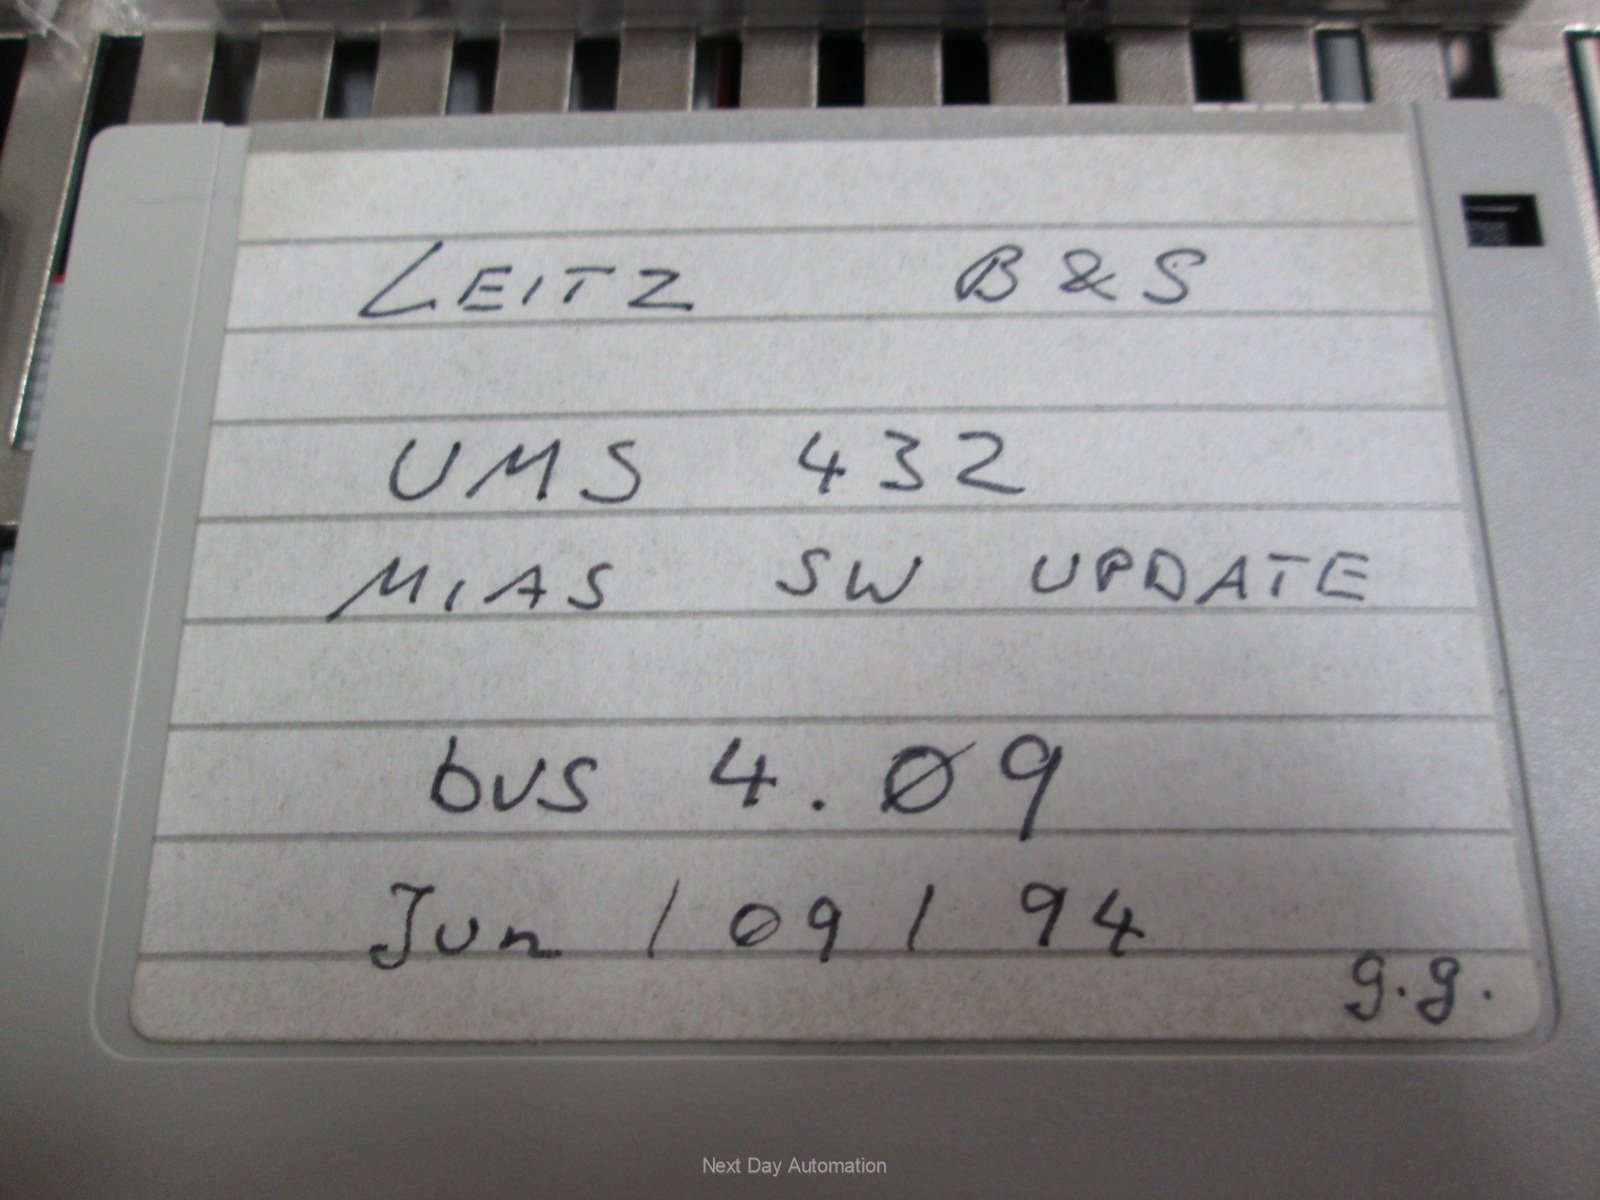 LEITZ B & S
UMS 432
MIAS SW UPDATE
bus 4.09
Jun / 09 / 94
g.g.
Next Day Automation